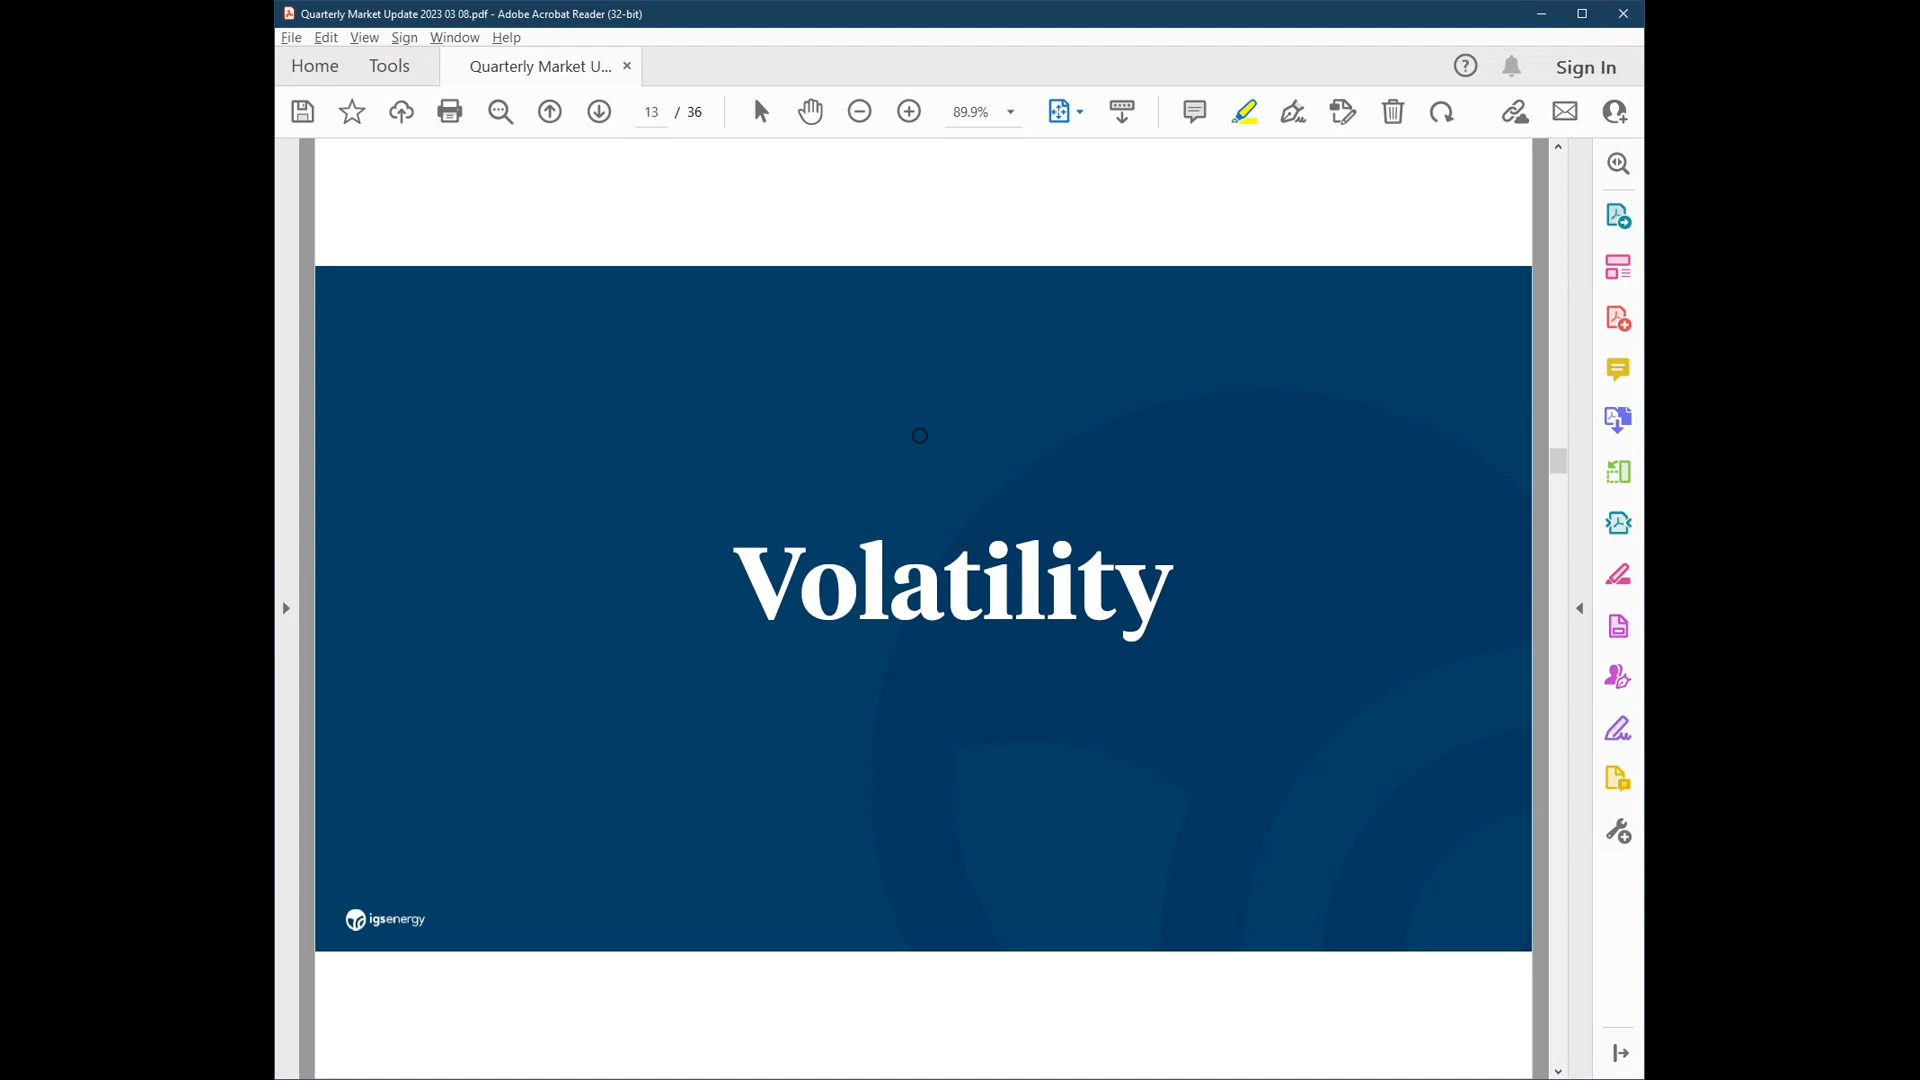 Quarterly Market Update 2023 03 08.pdf - Adobe Acrobat Reader (32-bit)
File Edit View Sign Window Help
Home Tools Quarterly Market U... × Sign In
13 / 36 89.9%
Volatility
igsenergy